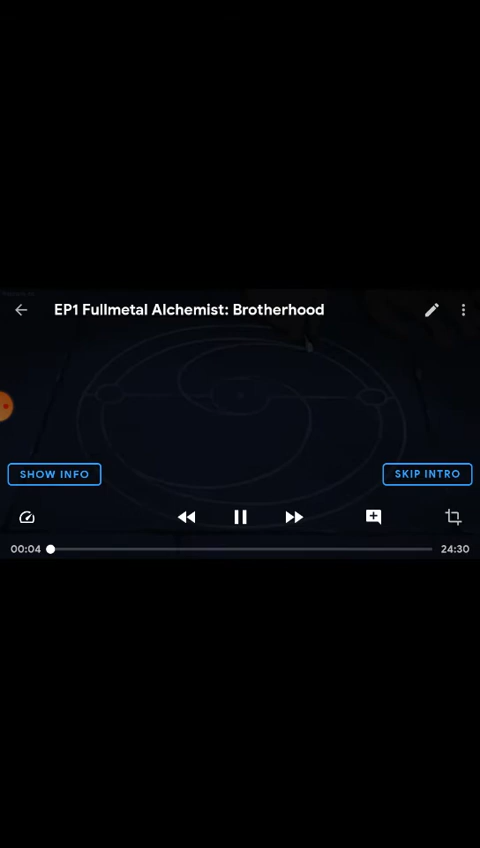 EP1 Fullmetal Alchemist: Brotherhood
SHOW INFO
SKIP INTRO
00:04
24:30